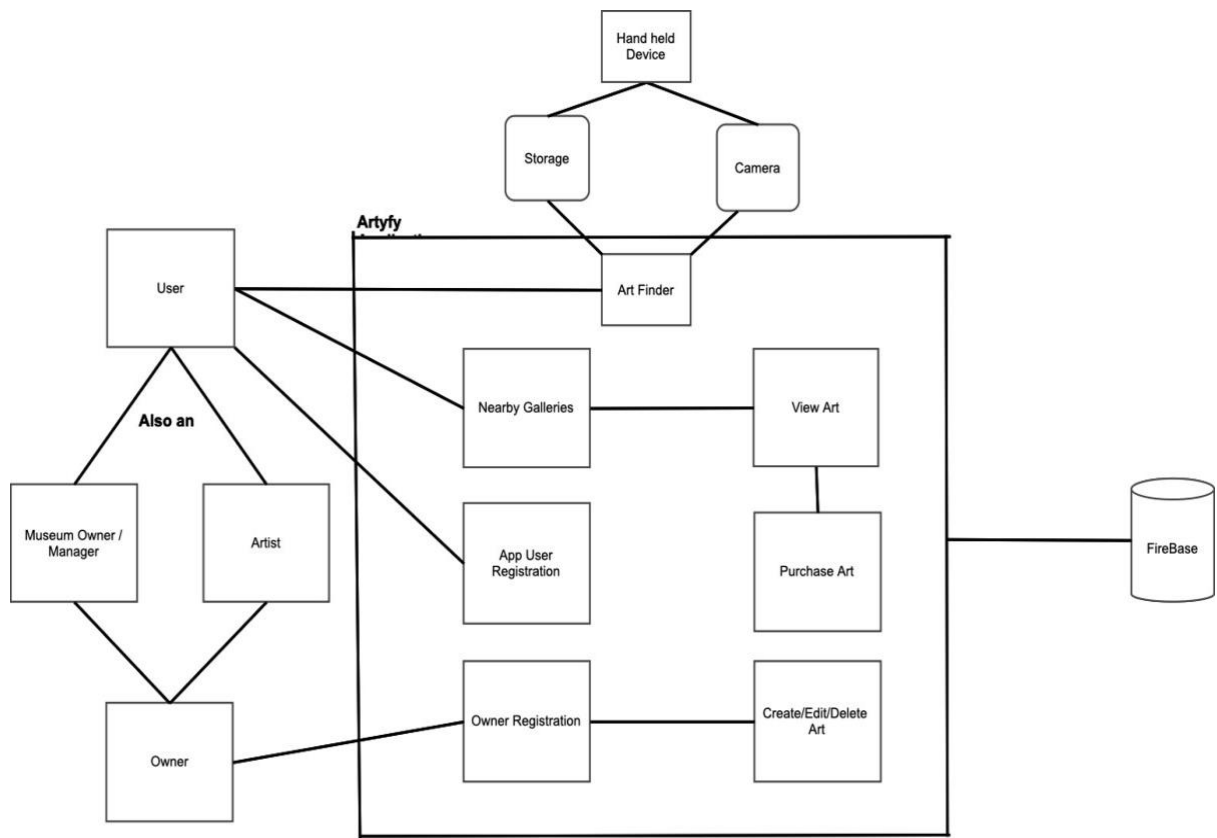 Hand held
Device
Storage
Camera
Artyfy
User
Art Finder
Also an
Nearby Galleries
View Art
Museum Owner /
Manager
Artist
App User
Registration
Purchase Art
FireBase
Owner Registration
Create/Edit/Delete
Art
Owner